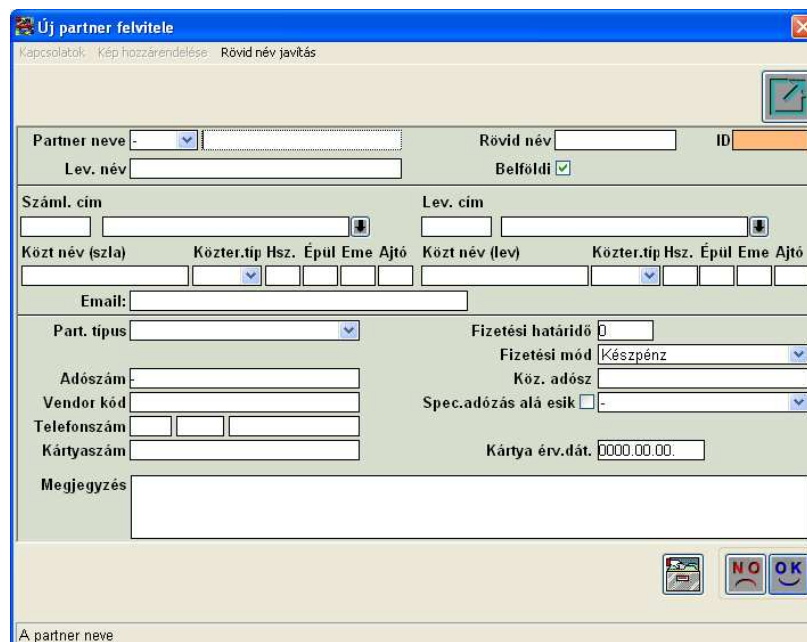 Új partner felvitele
Kapcsolatok Kép hozzárendelése Rövid név javítás
Partner neve - Rövid név ID
Lev. név Belföldi
Száml. cím Lev. cím
Közt név (szla) Közter.típ Hsz. Épül Eme Ajtó Közt név (lev) Közter.típ Hsz. Épül Eme Ajtó
Email:
Part. típus Fizetési határidő 0
Fizetési mód Készpénz
Adószám - Köz. adósz
Vendor kód Spec.adózás alá esik -
Telefonszám
Kártyaszám Kártya érv.dát. 0000.00.00.
Megjegyzés
NO OK
A partner neve